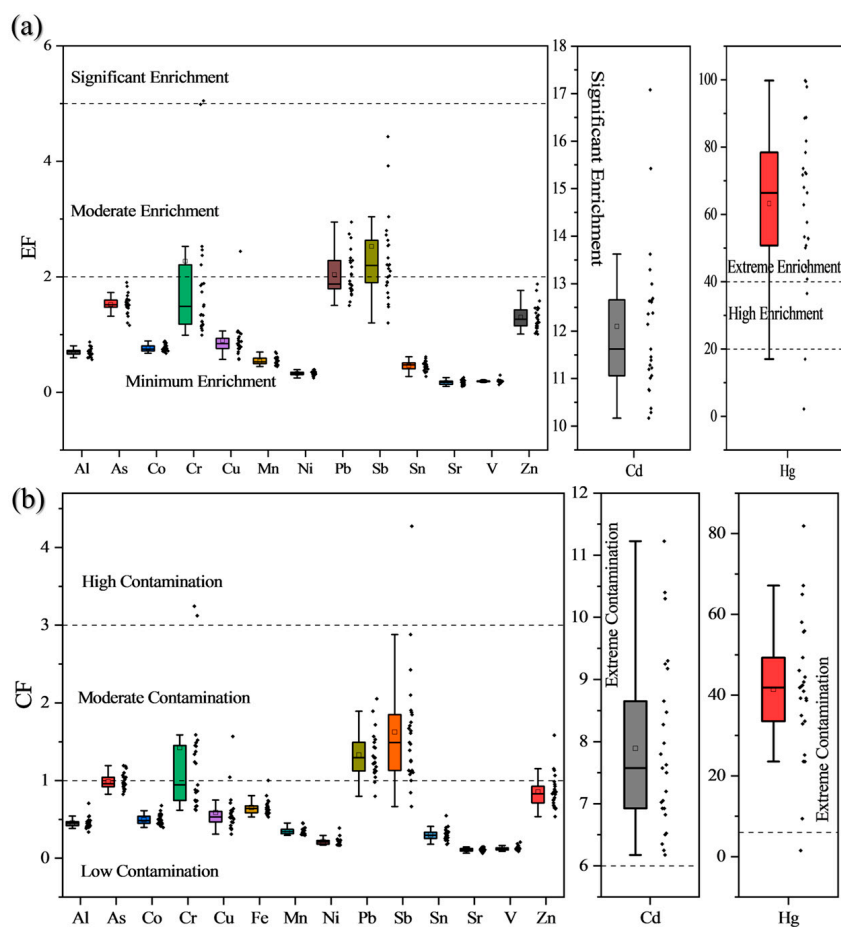 (a)
6
4
2
0
EF
Significant Enrichment
Moderate Enrichment
Minimum Enrichment
Al As Co Cr Cu Mn Ni Pb Sb Sn Sr V Zn
18
17
16
15
14
13
12
11
10
Significant Enrichment
Cd
100
80
60
40
20
0
Extreme Enrichment
High Enrichment
Hg
(b)
4
3
2
1
0
CF
High Contamination
Moderate Contamination
Low Contamination
Al As Co Cr Cu Fe Mn Ni Pb Sb Sn Sr V Zn
12
11
10
9
8
7
6
Extreme Contamination
Cd
80
60
40
20
0
Extreme Contamination
Hg